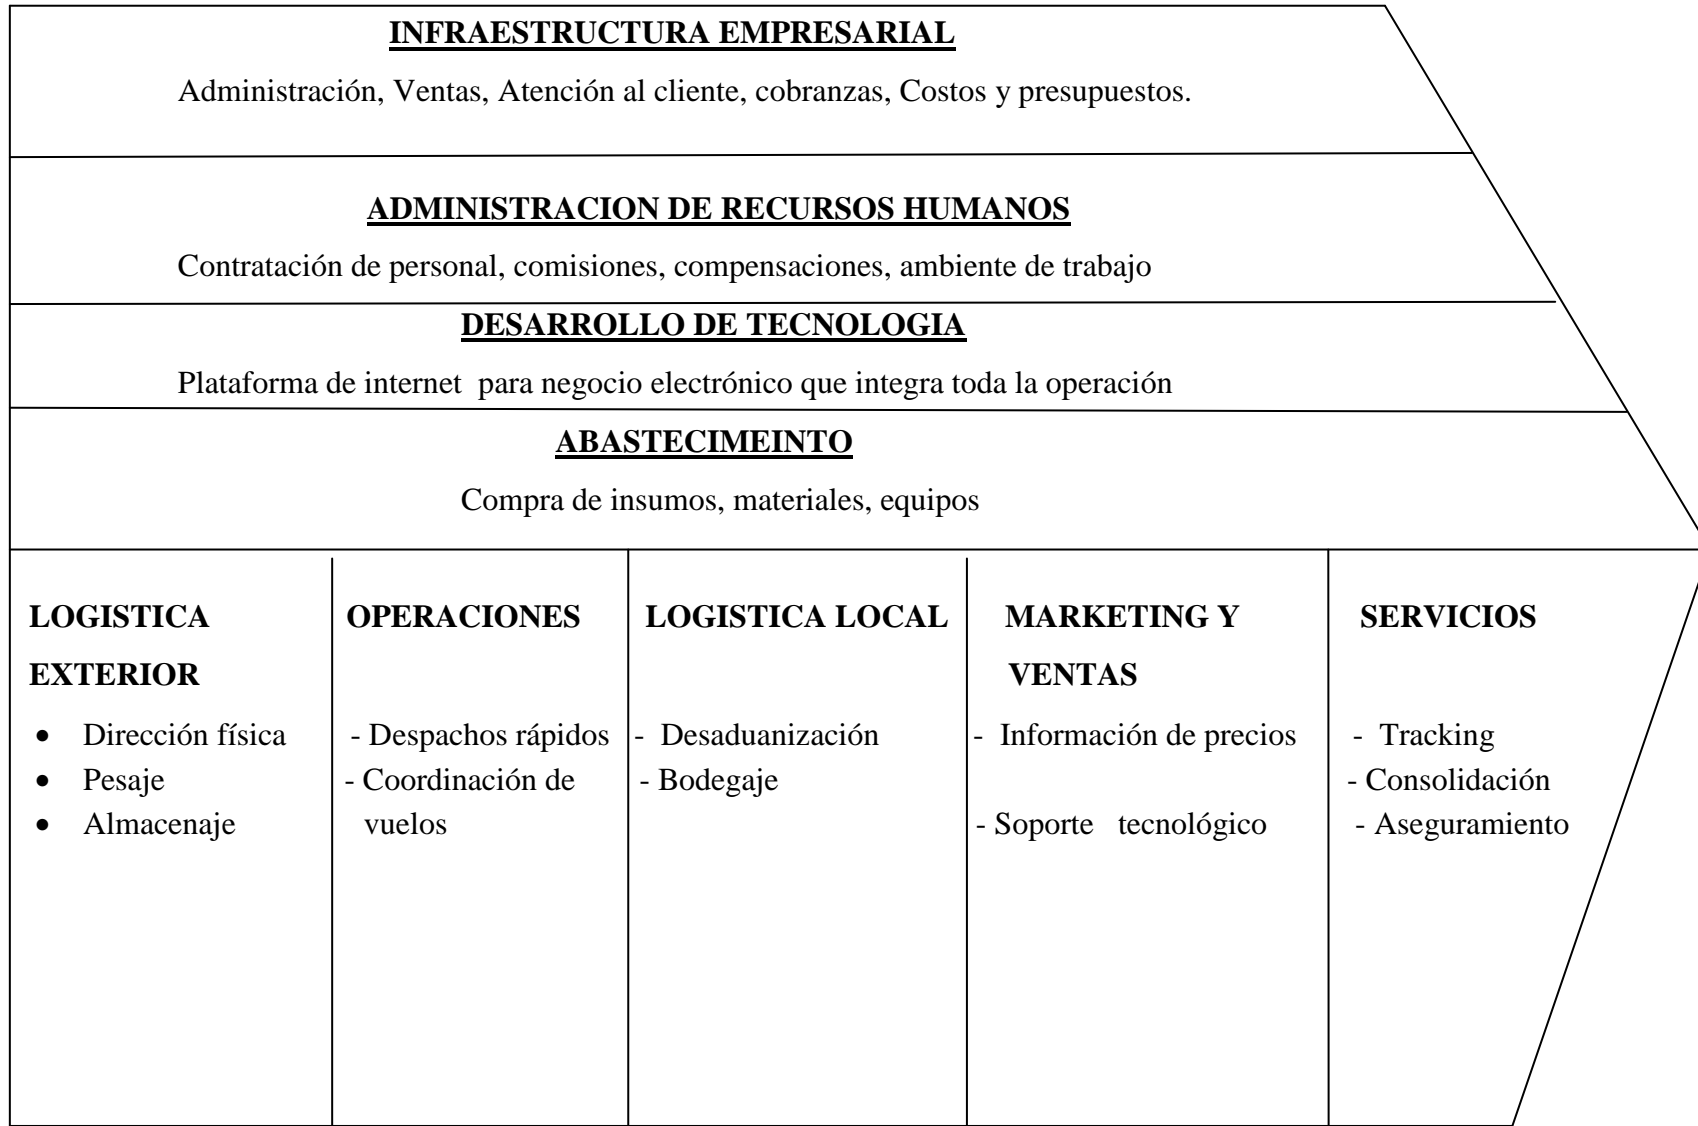 INFRAESTRUCTURA EMPRESARIAL
Administración, Ventas, Atención al cliente, cobranzas, Costos y presupuestos.
ADMINISTRACION DE RECURSOS HUMANOS
Contratación de personal, comisiones, compensaciones, ambiente de trabajo
DESARROLLO DE TECNOLOGIA
Plataforma de internet para negocio electrónico que integra toda la operación
ABASTECIMEINTO
Compra de insumos, materiales, equipos
LOGISTICA
EXTERIOR
• Dirección física
• Pesaje
• Almacenaje
OPERACIONES
- Despachos rápidos
- Coordinación de
vuelos
LOGISTICA LOCAL
- Desaduanización
- Bodegaje
MARKETING Y
VENTAS
- Información de precios
- Soporte tecnológico
SERVICIOS
- Tracking
- Consolidación
- Aseguramiento